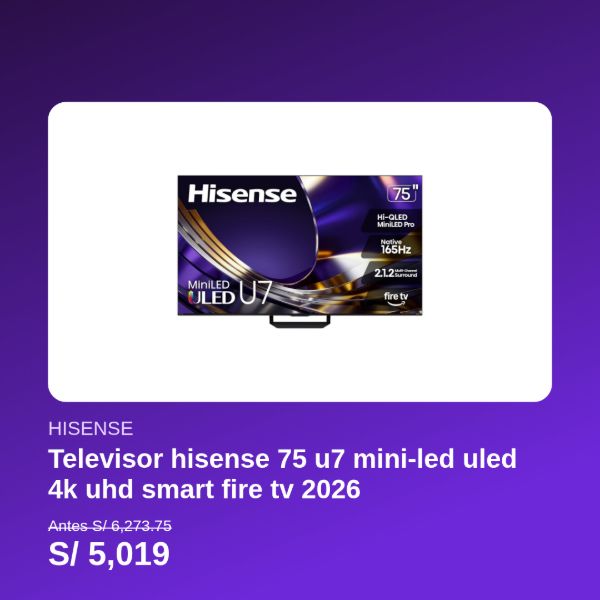 Hisense
75"
Hi-QLED
MiniLED Pro
Native
165Hz
2.1.2 Multi-Channel
Surround
MiniLED
ULED U7
fire tv
HISENSE
Televisor hisense 75 u7 mini-led uled
4k uhd smart fire tv 2026
Antes S/ 6,273.75
S/ 5,019